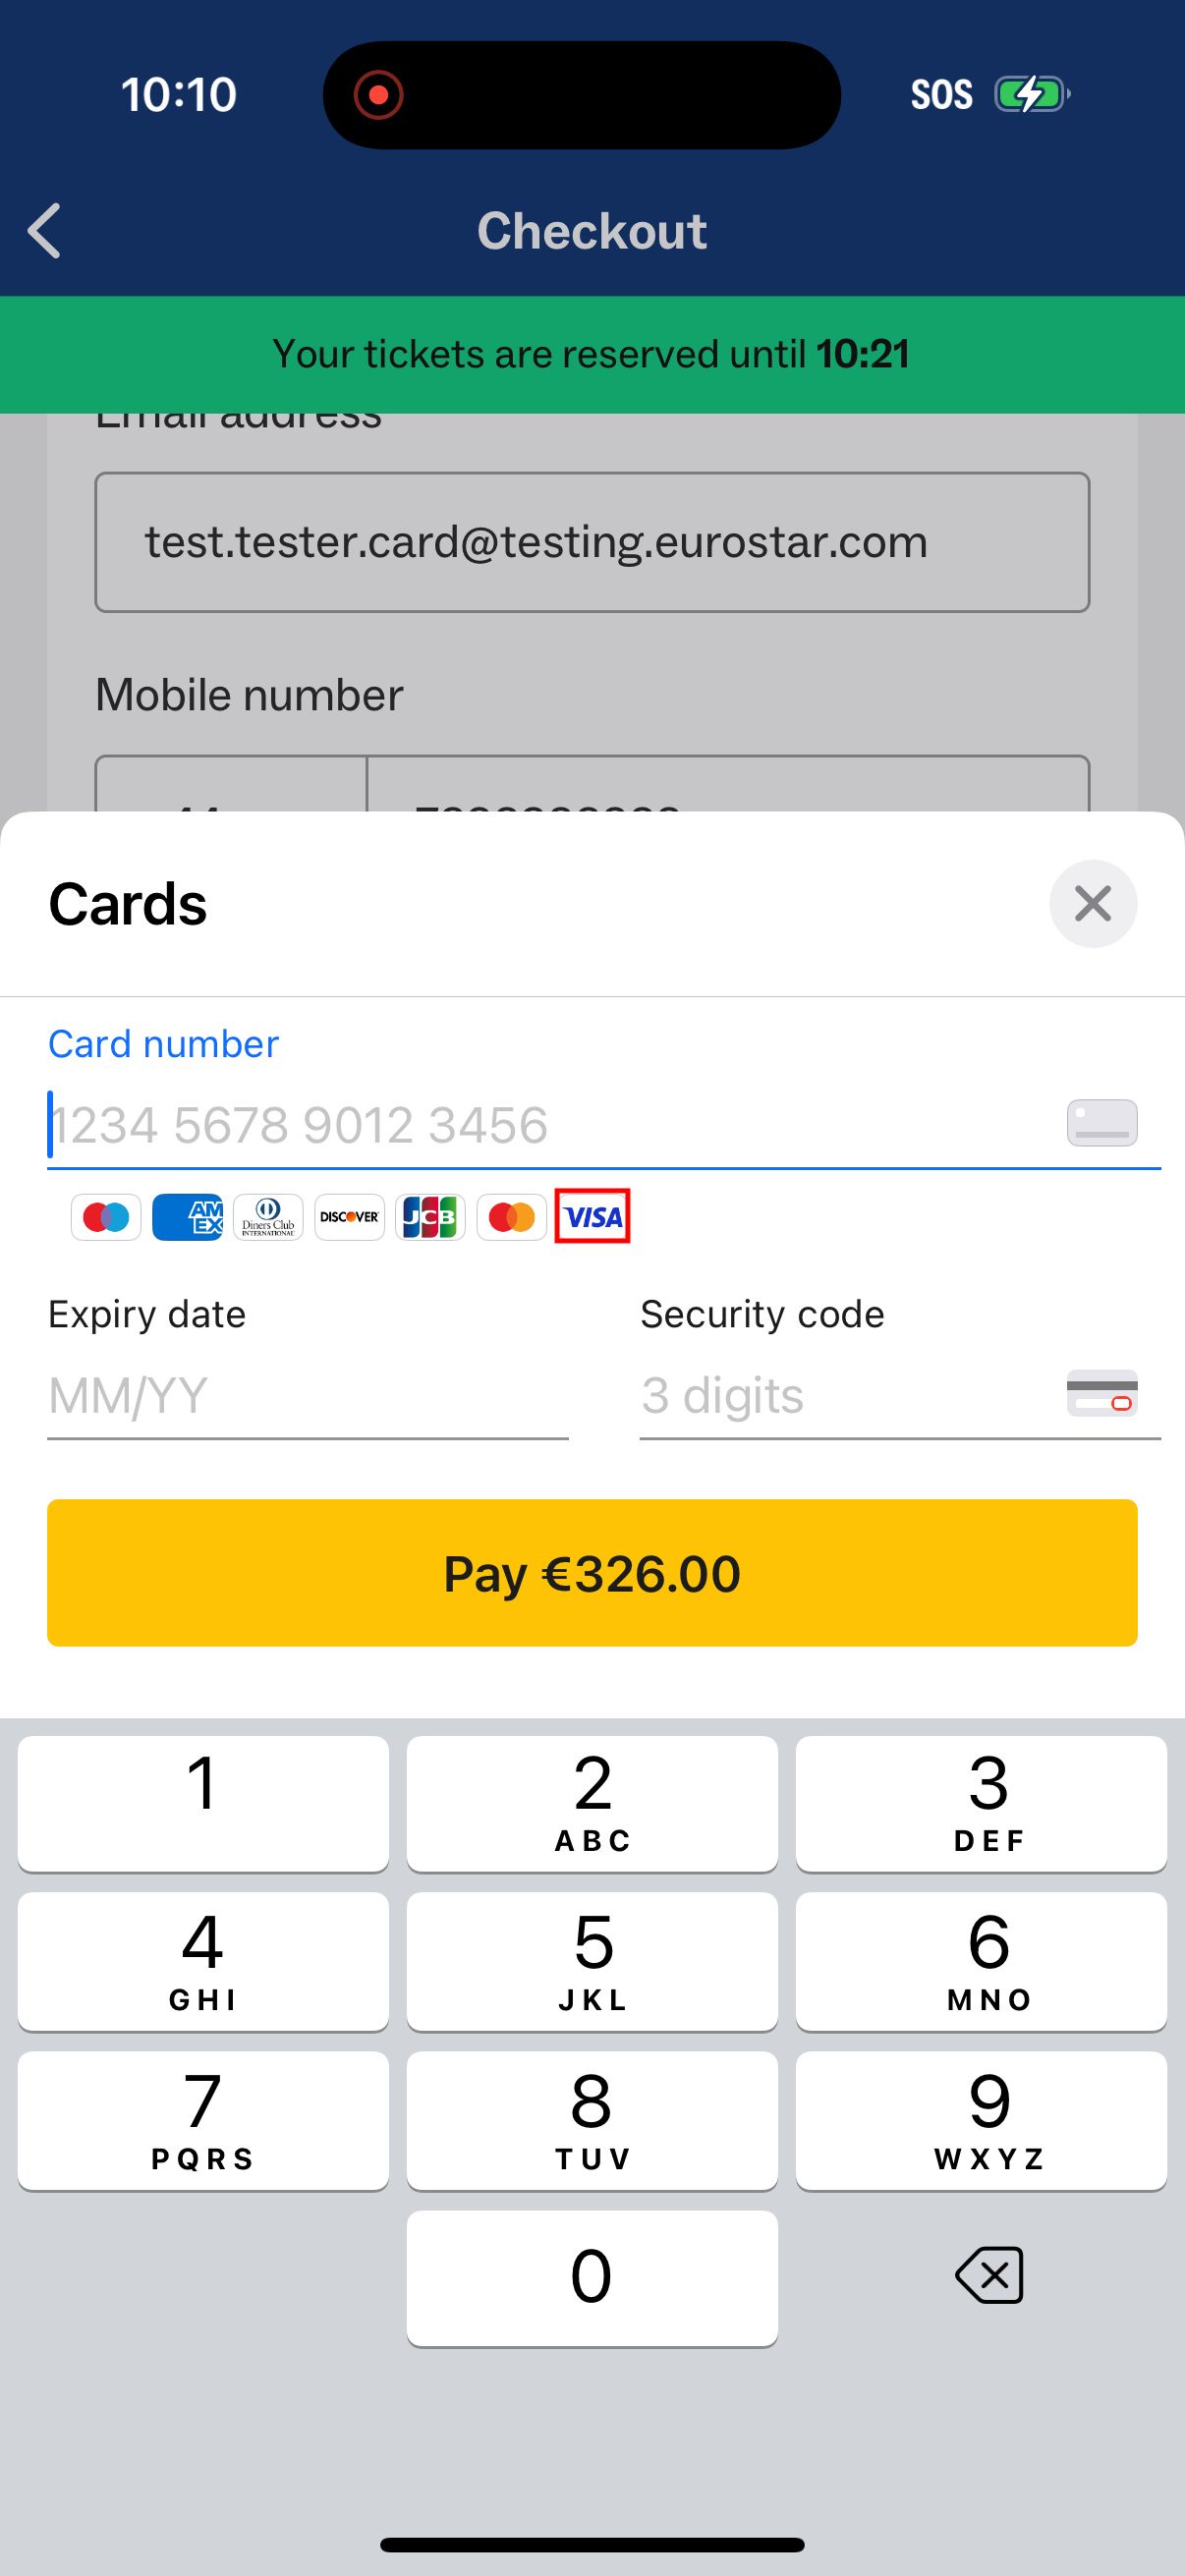 10:10 SOS
Checkout
Your tickets are reserved until 10:21
Email address
test.tester.card@testing.eurostar.com
Mobile number
Cards
Card number
1234 5678 9012 3456
AM EX Diners Club INTERNATIONAL DISCOVER JCB VISA
Expiry date Security code
MM/YY 3 digits
Pay €326.00
1 2 3
ABC DEF
4 5 6
GHI JKL MNO
7 8 9
PQRS TUV WXYZ
0